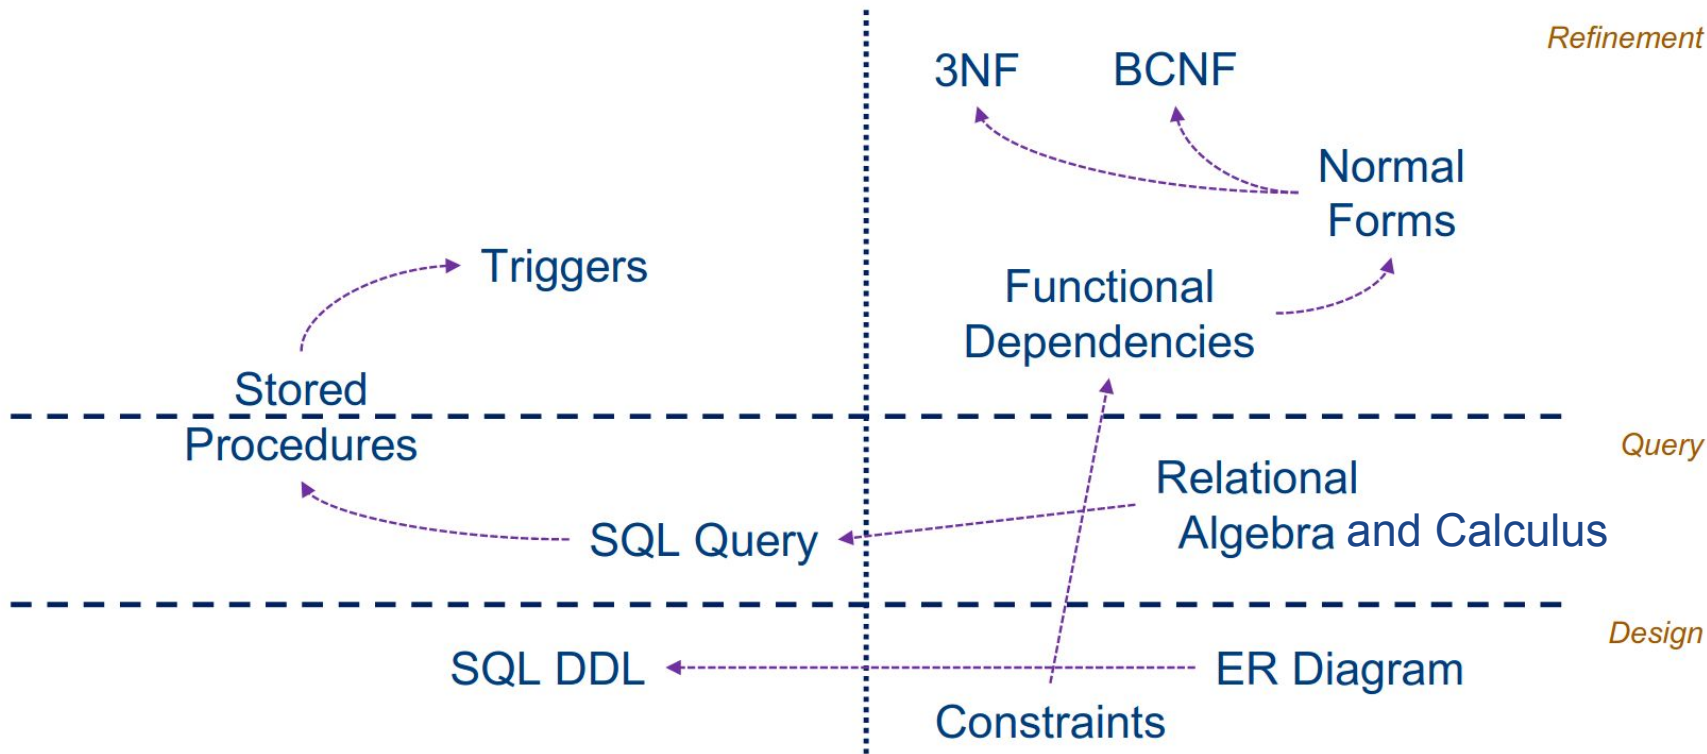 Refinement
3NF
BCNF
Normal
Forms
Triggers
Functional
Dependencies
Stored
Procedures
Query
Relational
Algebra and Calculus
SQL Query
Design
SQL DDL
ER Diagram
Constraints